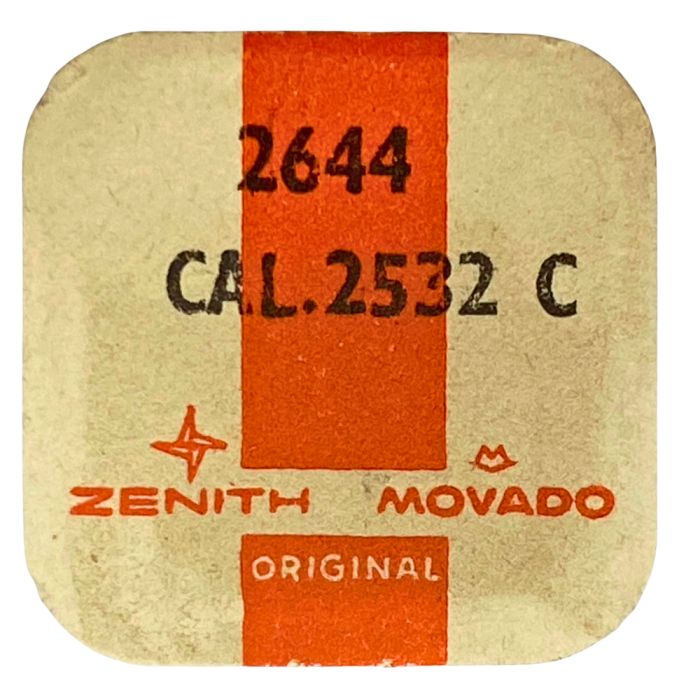 2644
CAL.2532 C
ZENITH MOVADO
ORIGINAL